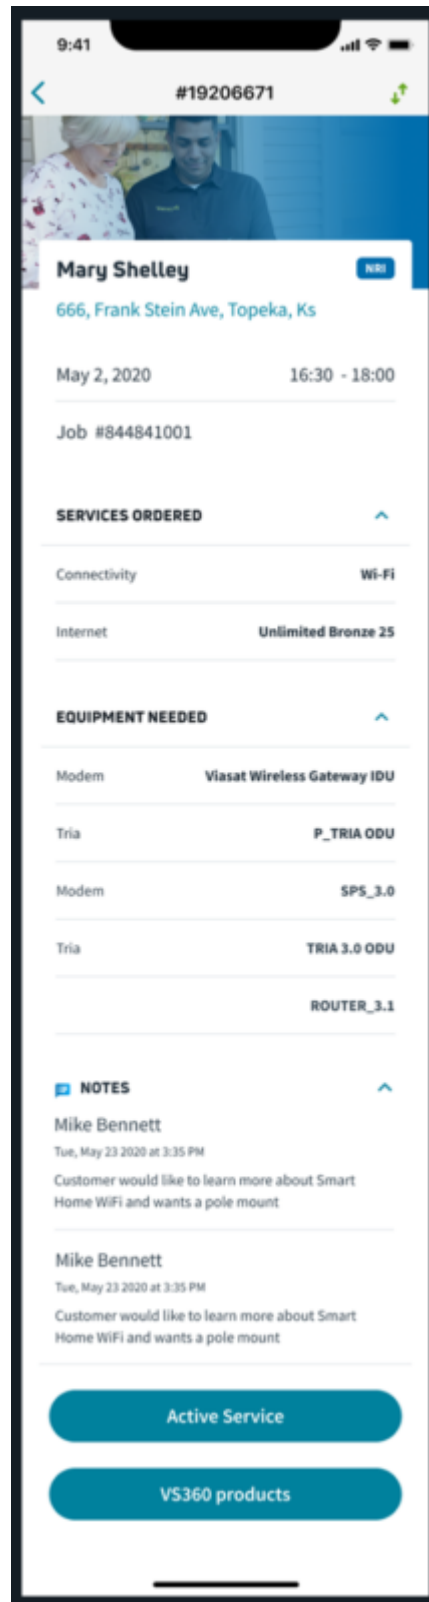 9:41
#19206671
Mary Shelley NRI
666, Frank Stein Ave, Topeka, Ks
May 2, 2020 16:30 - 18:00
Job #844841001
SERVICES ORDERED
Connectivity Wi-Fi
Internet Unlimited Bronze 25
EQUIPMENT NEEDED
Modem Viasat Wireless Gateway IDU
Tria P_TRIA ODU
Modem SPS_3.0
Tria TRIA 3.0 ODU
ROUTER_3.1
NOTES
Mike Bennett
Tue, May 23 2020 at 3:35 PM
Customer would like to learn more about Smart
Home WiFi and wants a pole mount
Mike Bennett
Tue, May 23 2020 at 3:35 PM
Customer would like to learn more about Smart
Home WiFi and wants a pole mount
Active Service
VS360 products